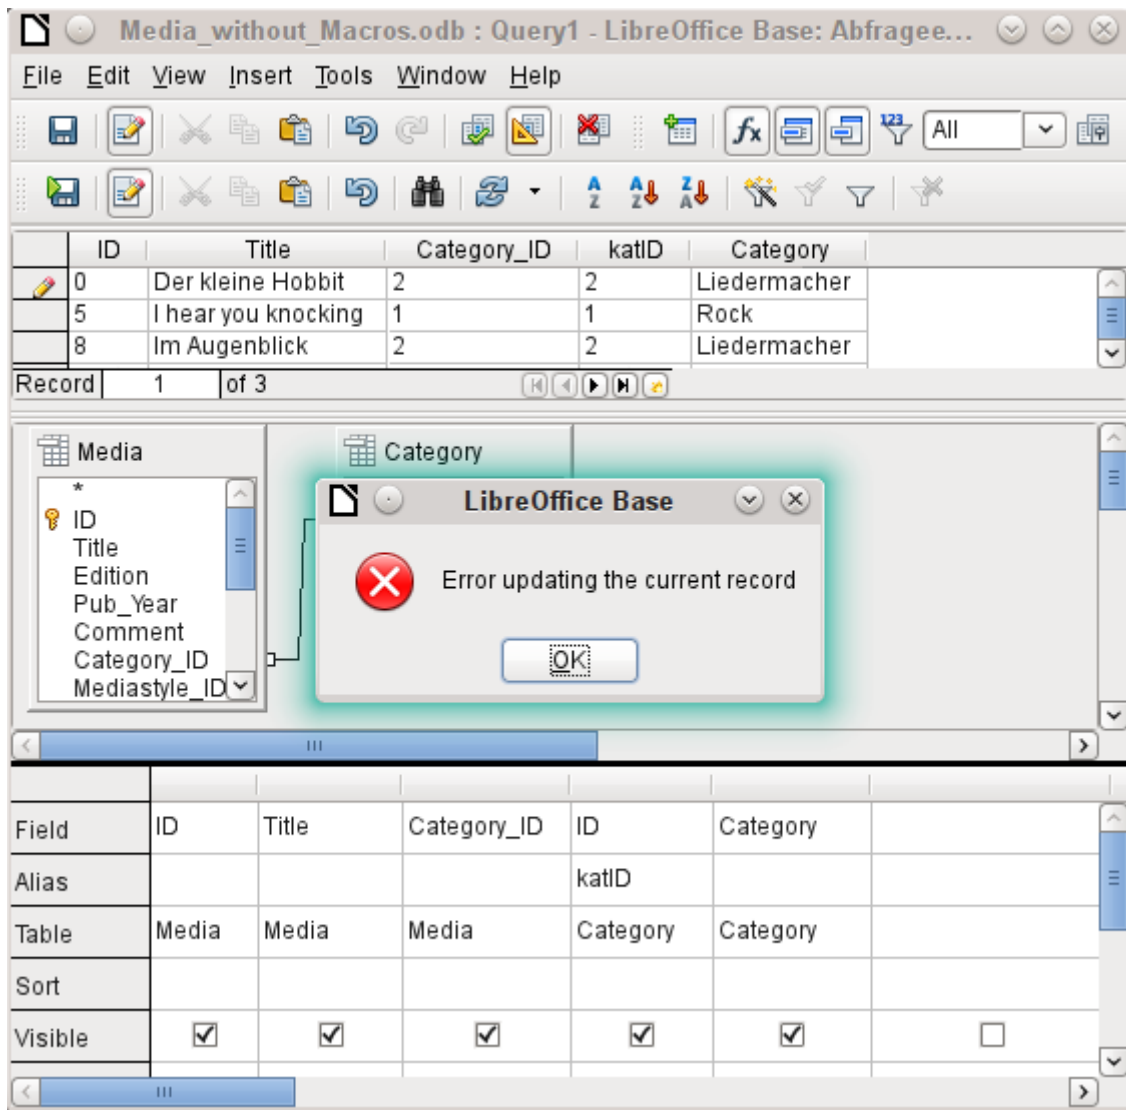 Media_without_Macros.odb : Query1 - LibreOffice Base: Abfragee...
File Edit View Insert Tools Window Help
fx 123 All
A Z A Z Z A
ID Title Category_ID katID Category
0 Der kleine Hobbit 2 2 Liedermacher
5 I hear you knocking 1 1 Rock
8 Im Augenblick 2 2 Liedermacher
Record 1 of 3
Media
*
ID
Title
Edition
Pub_Year
Comment
Category_ID
Mediastyle_ID
Category
LibreOffice Base
Error updating the current record
OK
Field ID Title Category_ID ID Category
Alias katID
Table Media Media Media Category Category
Sort
Visible